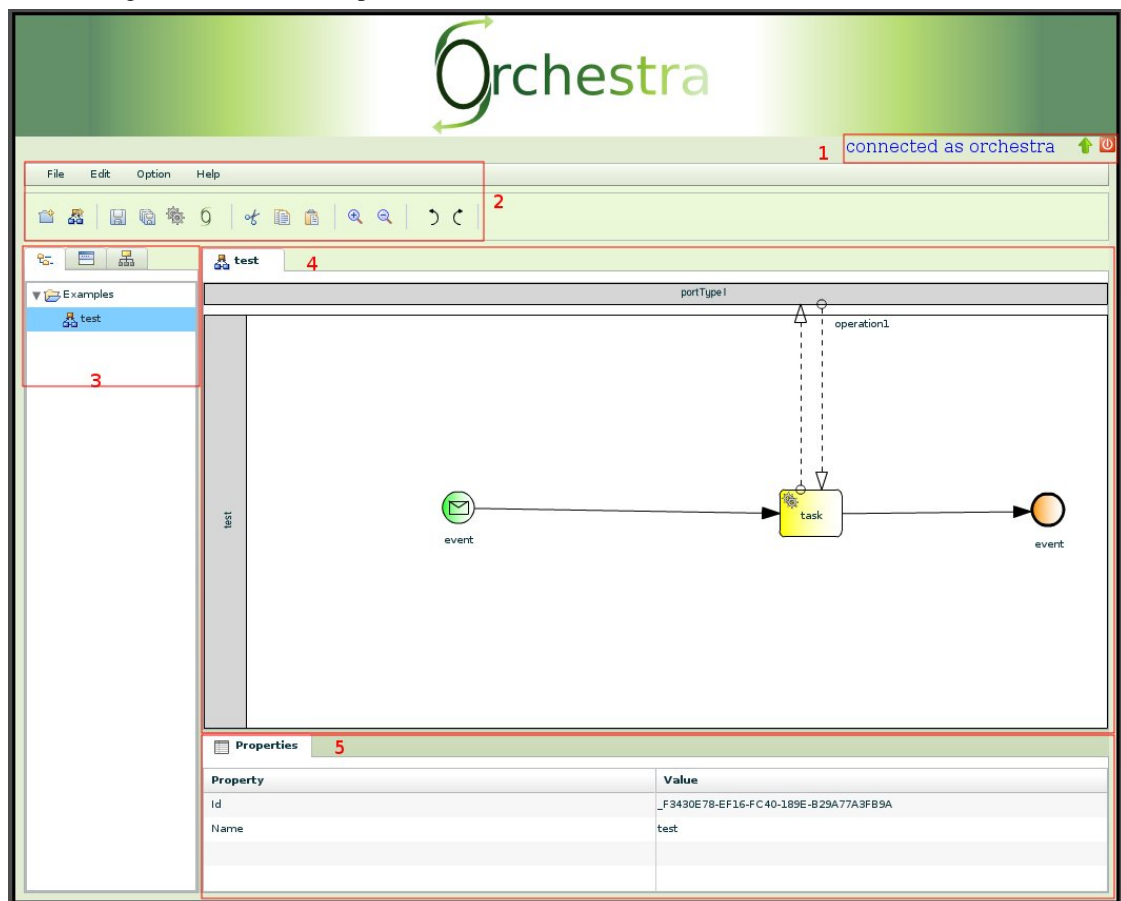 Orchestra
connected as orchestra
1
File Edit Option Help
2
test
4
Examples
test
3
portType1
operation1
test
event
task
event
Properties
5
Property Value
Id _F3430E78-EF16-FC40-189E-B29A77A3FB9A
Name test